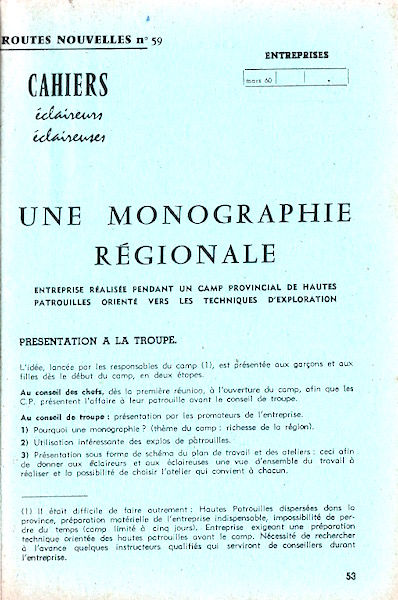 ROUTES NOUVELLES n° 59
ENTREPRISES
mars 60
CAHIERS
éclaireurs
éclaireuses
UNE MONOGRAPHIE
RÉGIONALE
ENTREPRISE RÉALISÉE PENDANT UN CAMP PROVINCIAL DE HAUTES
PATROUILLES ORIENTÉ VERS LES TECHNIQUES D'EXPLORATION
PRESENTATION A LA TROUPE.
L'idée, lancée par les responsables du camp (1), est présentée aux garçons et aux
filles dès le début du camp, en deux étapes.
Au conseil des chefs, dès la première réunion, à l'ouverture du camp, afin que les
C.P. présentent l'affaire à leur patrouille avant le conseil de troupe.
Au conseil de troupe : présentation par les promoteurs de l'entreprise.
1) Pourquoi une monographie ? (thème du camp : richesse de la région).
2) Utilisation intéressante des explos de patrouilles.
3) Présentation sous forme de schéma du plan de travail et des ateliers : ceci afin
de donner aux éclaireurs et aux éclaireuses une vue d'ensemble du travail à
réaliser et la possibilité de choisir l'atelier qui convient à chacun.
(1) Il était difficile de faire autrement : Hautes Patrouilles dispersées dans la
province, préparation matérielle de l'entreprise indispensable, impossibilité de per-
dre du temps (camp limité à cinq jours). Entreprise exigeant une préparation
technique orientée des hautes patrouilles avant le camp. Nécessité de rechercher
à l'avance quelques instructeurs qualifiés qui serviront de conseillers durant
l'entreprise.
53